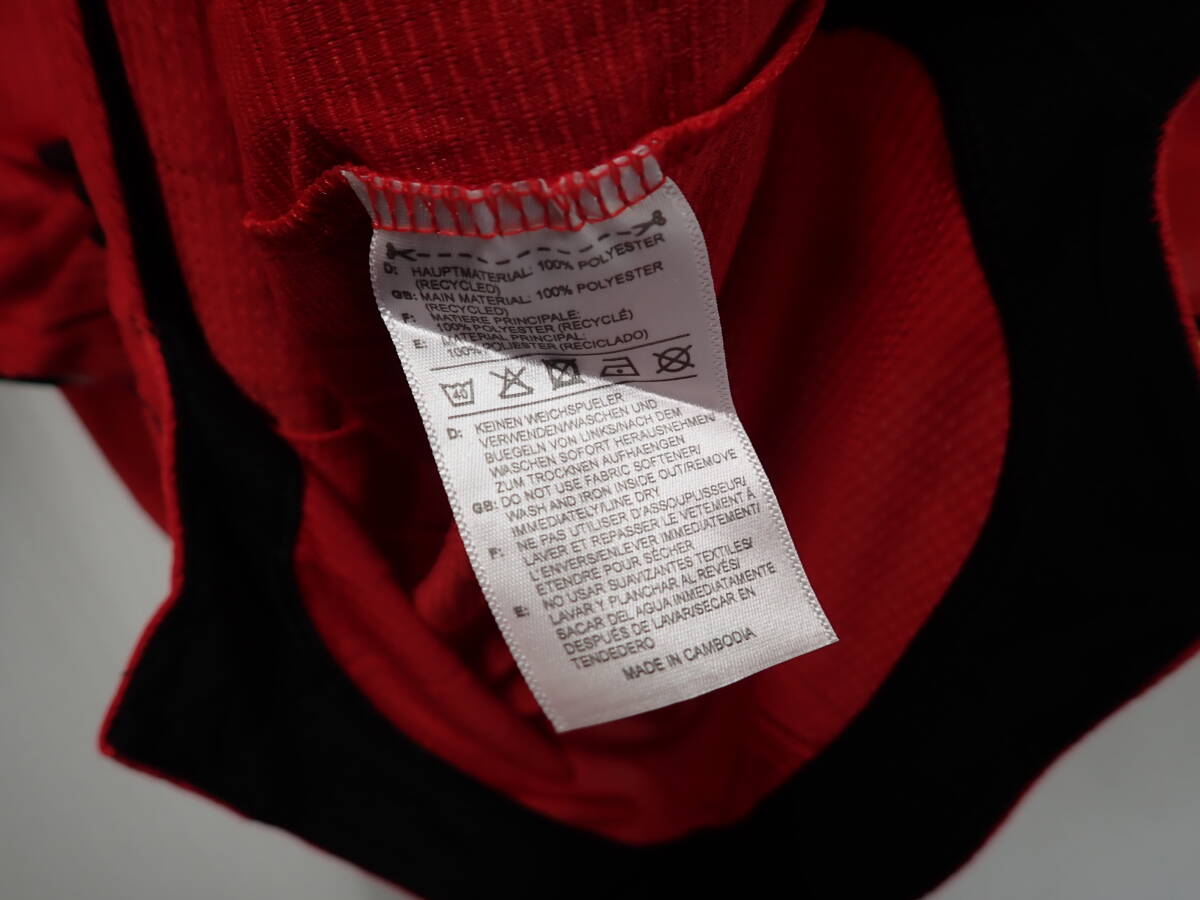 D: HAUPTMATERIAL: 100% POLYESTER
(RECYCLED)
GB: MAIN MATERIAL: 100% POLYESTER
(RECYCLED)
F: MATIERE PRINCIPALE:
100% POLYESTER (RECYCLÉ)
E: MATERIAL PRINCIPAL:
100% POLIESTER (RECICLADO)
40
D: KEINEN WEICHSPUELER
VERWENDEN/WASCHEN UND
BUEGELN VON LINKS/NACH DEM
WASCHEN SOFORT HERAUSNEHMEN/
ZUM TROCKNEN AUFHAENGEN
GB: DO NOT USE FABRIC SOFTENER/
WASH AND IRON INSIDE OUT/REMOVE
IMMEDIATELY/LINE DRY
F: NE PAS UTILISER D'ASSOUPLISSEUR/
LAVER ET REPASSER LE VETEMENT À
L'ENVERS/ENLEVER IMMEDIATEMENT/
ETENDRE POUR SÉCHER
E: NO USAR SUAVIZANTES TEXTILES/
LAVAR Y PLANCHAR AL REVÉS/
SACAR DEL AGUA INMEDIATAMENTE
DESPUÉS DE LAVAR/SECAR EN
TENDEDERO
MADE IN CAMBODIA